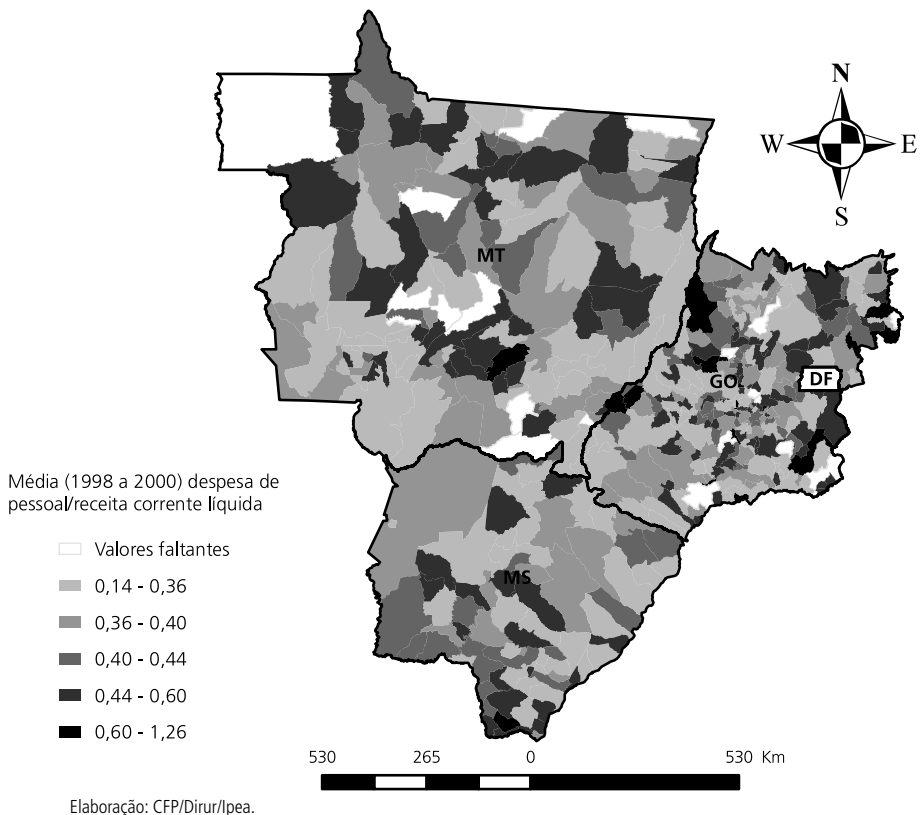 N
W E
S
MT
GO
DF
Média (1998 a 2000) despesa de
pessoal/receita corrente líquida
Valores faltantes
0,14 - 0,36
0,36 - 0,40
0,40 - 0,44
0,44 - 0,60
0,60 - 1,26
MS
530 265 0 530 Km
Elaboração: CFP/Dirur/Ipea.